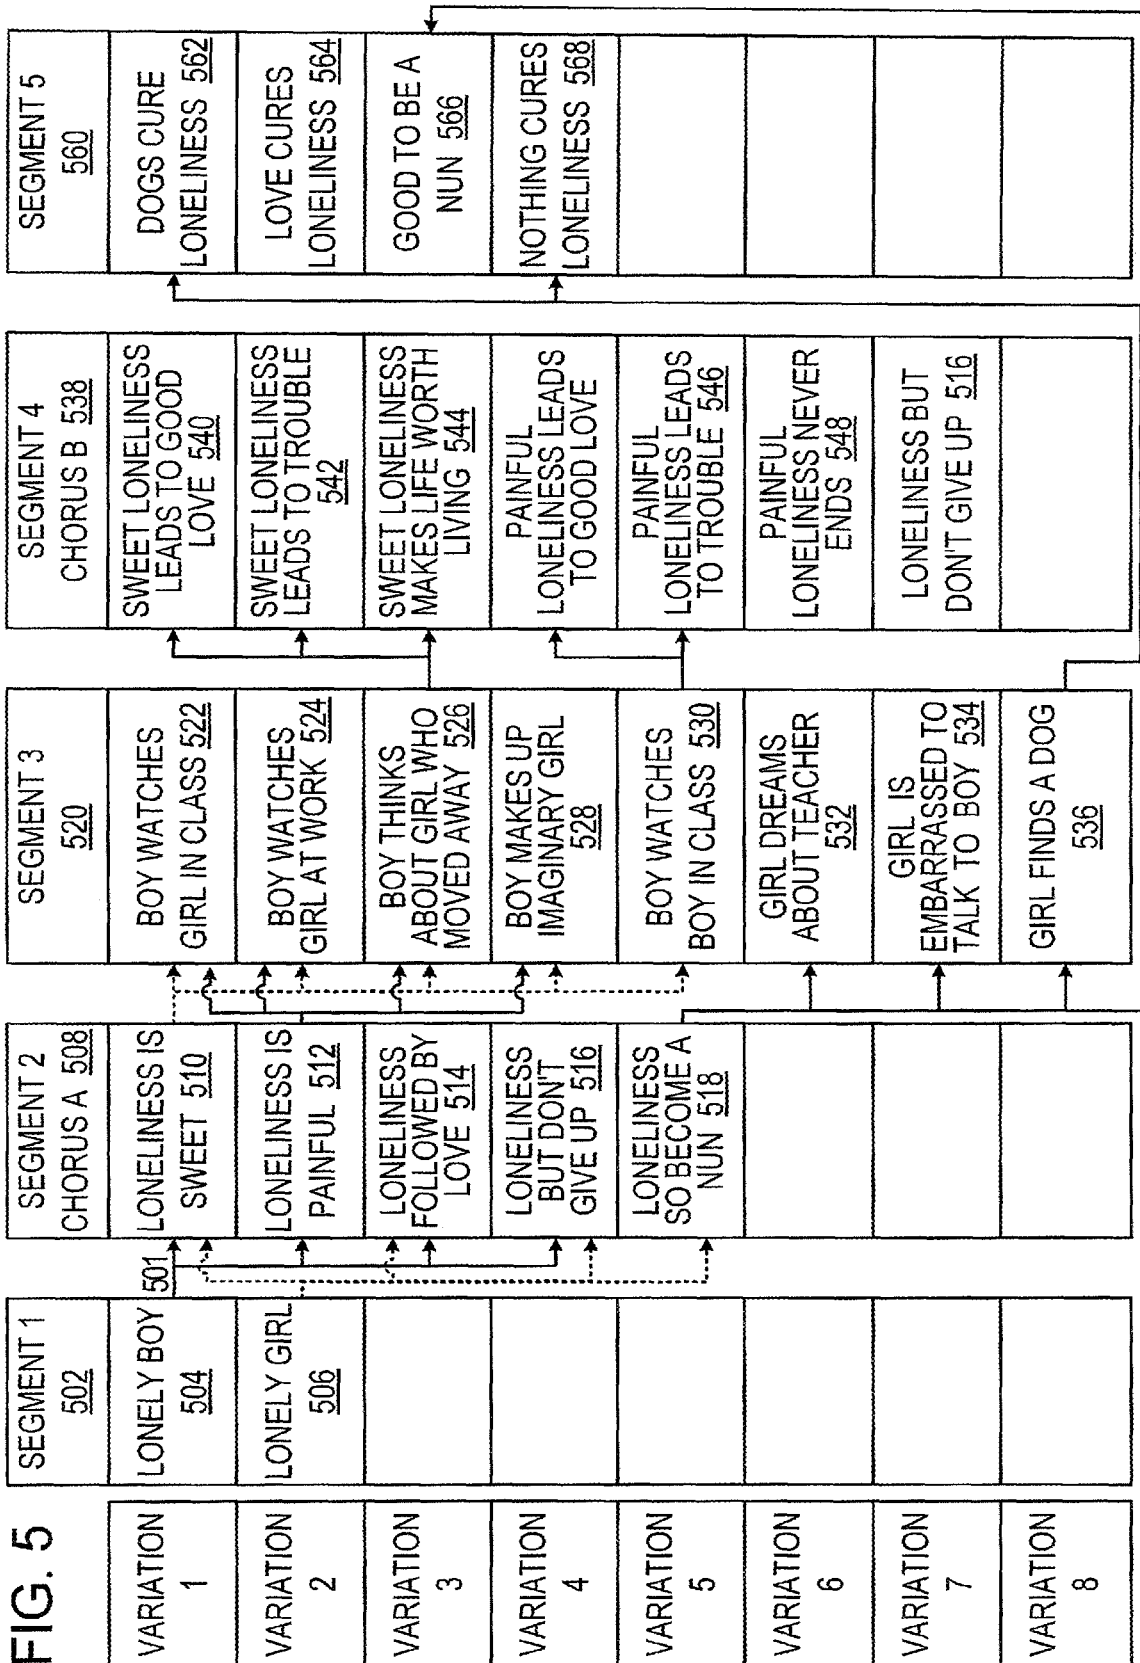 FIG. 5
VARIATION
1
VARIATION
2
VARIATION
3
VARIATION
4
VARIATION
5
VARIATION
6
VARIATION
7
VARIATION
8
SEGMENT 1
502
LONELY BOY
504
LONELY GIRL
506
501
SEGMENT 2
CHORUS A 508
LONELINESS IS
SWEET 510
LONELINESS IS
PAINFUL 512
LONELINESS
FOLLOWED BY
LOVE 514
LONELINESS
BUT DON'T
GIVE UP 516
LONELINESS
SO BECOME A
NUN 518
SEGMENT 3
520
BOY WATCHES
GIRL IN CLASS 522
BOY WATCHES
GIRL AT WORK 524
BOY THINKS
ABOUT GIRL WHO
MOVED AWAY 526
BOY MAKES UP
IMAGINARY GIRL
528
BOY WATCHES
BOY IN CLASS 530
GIRL DREAMS
ABOUT TEACHER
532
GIRL IS
EMBARRASSED TO
TALK TO BOY 534
GIRL FINDS A DOG
536
SEGMENT 4
CHORUS B 538
SWEET LONELINESS
LEADS TO GOOD
LOVE 540
SWEET LONELINESS
LEADS TO TROUBLE
542
SWEET LONELINESS
MAKES LIFE WORTH
LIVING 544
PAINFUL
LONELINESS LEADS
TO GOOD LOVE
PAINFUL
LONELINESS LEADS
TO TROUBLE 546
PAINFUL
LONELINESS NEVER
ENDS 548
LONELINESS BUT
DON'T GIVE UP 516
SEGMENT 5
560
DOGS CURE
LONELINESS 562
LOVE CURES
LONELINESS 564
GOOD TO BE A
NUN 566
NOTHING CURES
LONELINESS 568